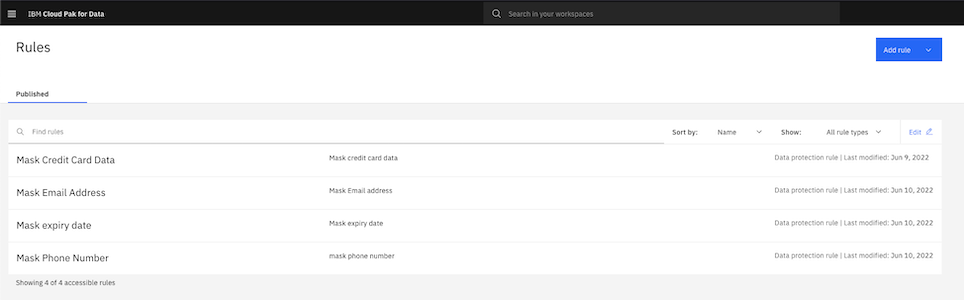 IBM Cloud Pak for Data
Search in your workspaces
Rules
Add rule
Published
Find rules
Sort by: Name Show: All rule types Edit
Mask Credit Card Data Mask credit card data Data protection rule | Last modified: Jun 9, 2022
Mask Email Address Mask Email address Data protection rule | Last modified: Jun 10, 2022
Mask expiry date Mask expiry date Data protection rule | Last modified: Jun 10, 2022
Mask Phone Number mask phone number Data protection rule | Last modified: Jun 10, 2022
Showing 4 of 4 accessible rules